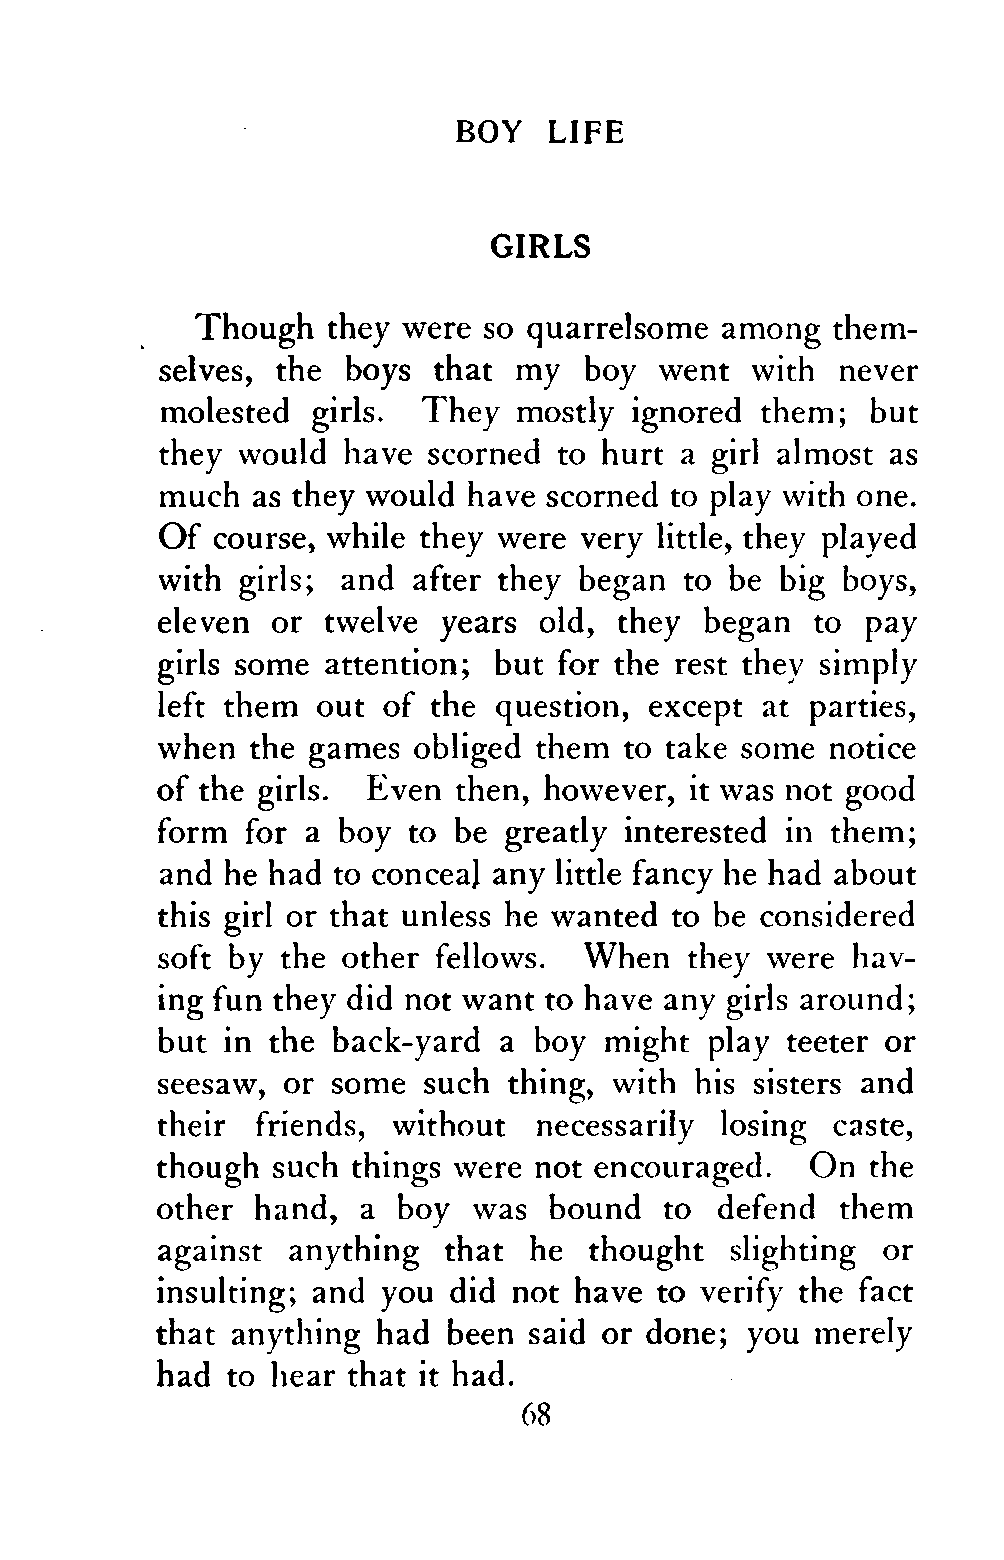 BOY LIFE
GIRLS
Though they were so quarrelsome among them-
selves, the boys that my boy went with never
molested girls. They mostly ignored them; but
they would have scorned to hurt a girl almost as
much as they would have scorned to play with one.
Of course, while they were very little, they played
with girls; and after they began to be big boys,
eleven or twelve years old, they began to pay
girls some attention; but for the rest they simply
left them out of the question, except at parties,
when the games obliged them to take some notice
of the girls. Even then, however, it was not good
form for a boy to be greatly interested in them;
and he had to conceal any little fancy he had about
this girl or that unless he wanted to be considered
soft by the other fellows. When they were hav-
ing fun they did not want to have any girls around;
but in the back-yard a boy might play teeter or
seesaw, or some such thing, with his sisters and
their friends, without necessarily losing caste,
though such things were not encouraged. On the
other hand, a boy was bound to defend them
against anything that he thought slighting or
insulting; and you did not have to verify the fact
that anything had been said or done; you merely
had to hear that it had.
68